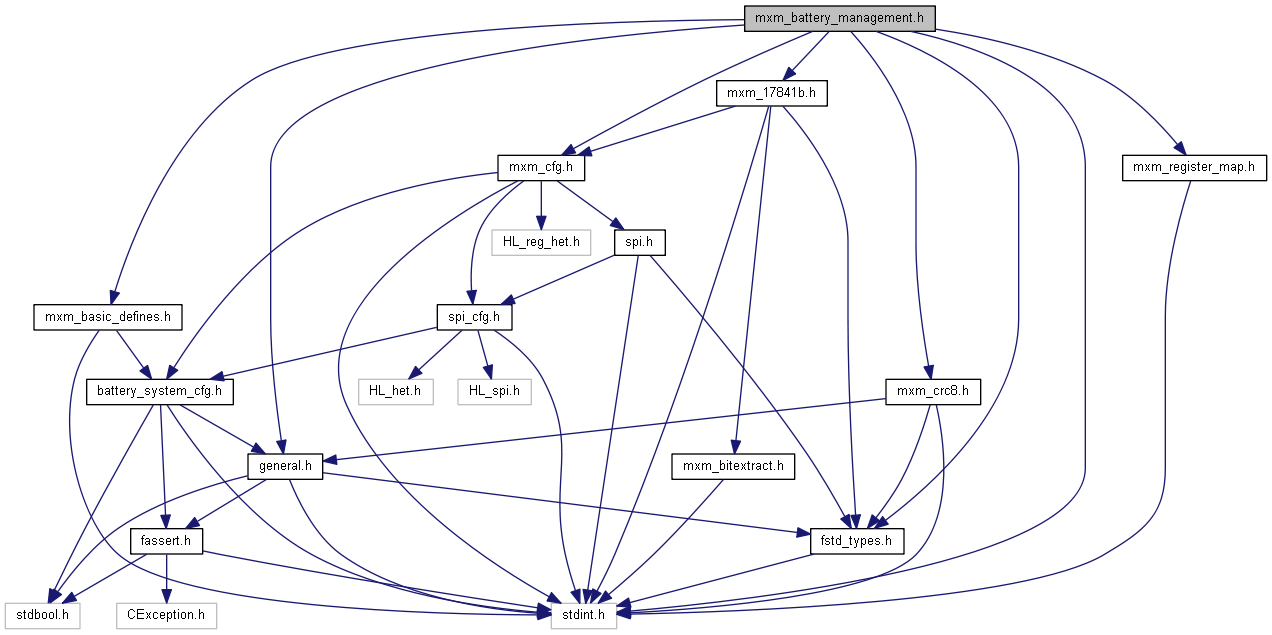 mxm_battery_management.h
mxm_17841b.h
mxm_cfg.h
mxm_register_map.h
HL_reg_het.h
spi.h
mxm_basic_defines.h
spi_cfg.h
battery_system_cfg.h
HL_het.h
HL_spi.h
mxm_crc8.h
general.h
mxm_bitextract.h
fassert.h
fstd_types.h
stdbool.h
CException.h
stdint.h